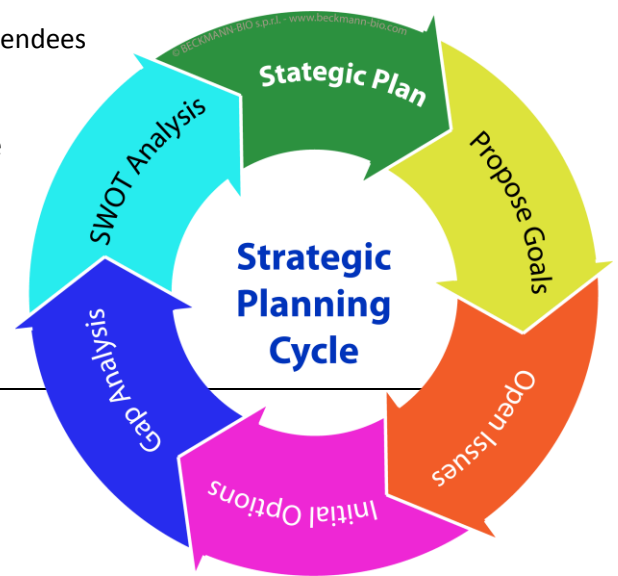 endees
© BECKMANN-BIO s.p.r.l. - www.beckmann-bio.com
Stategic Plan
Propose Goals
Open Issues
Initial Options
Gap Analysis
SWOT Analysis
Strategic
Planning
Cycle